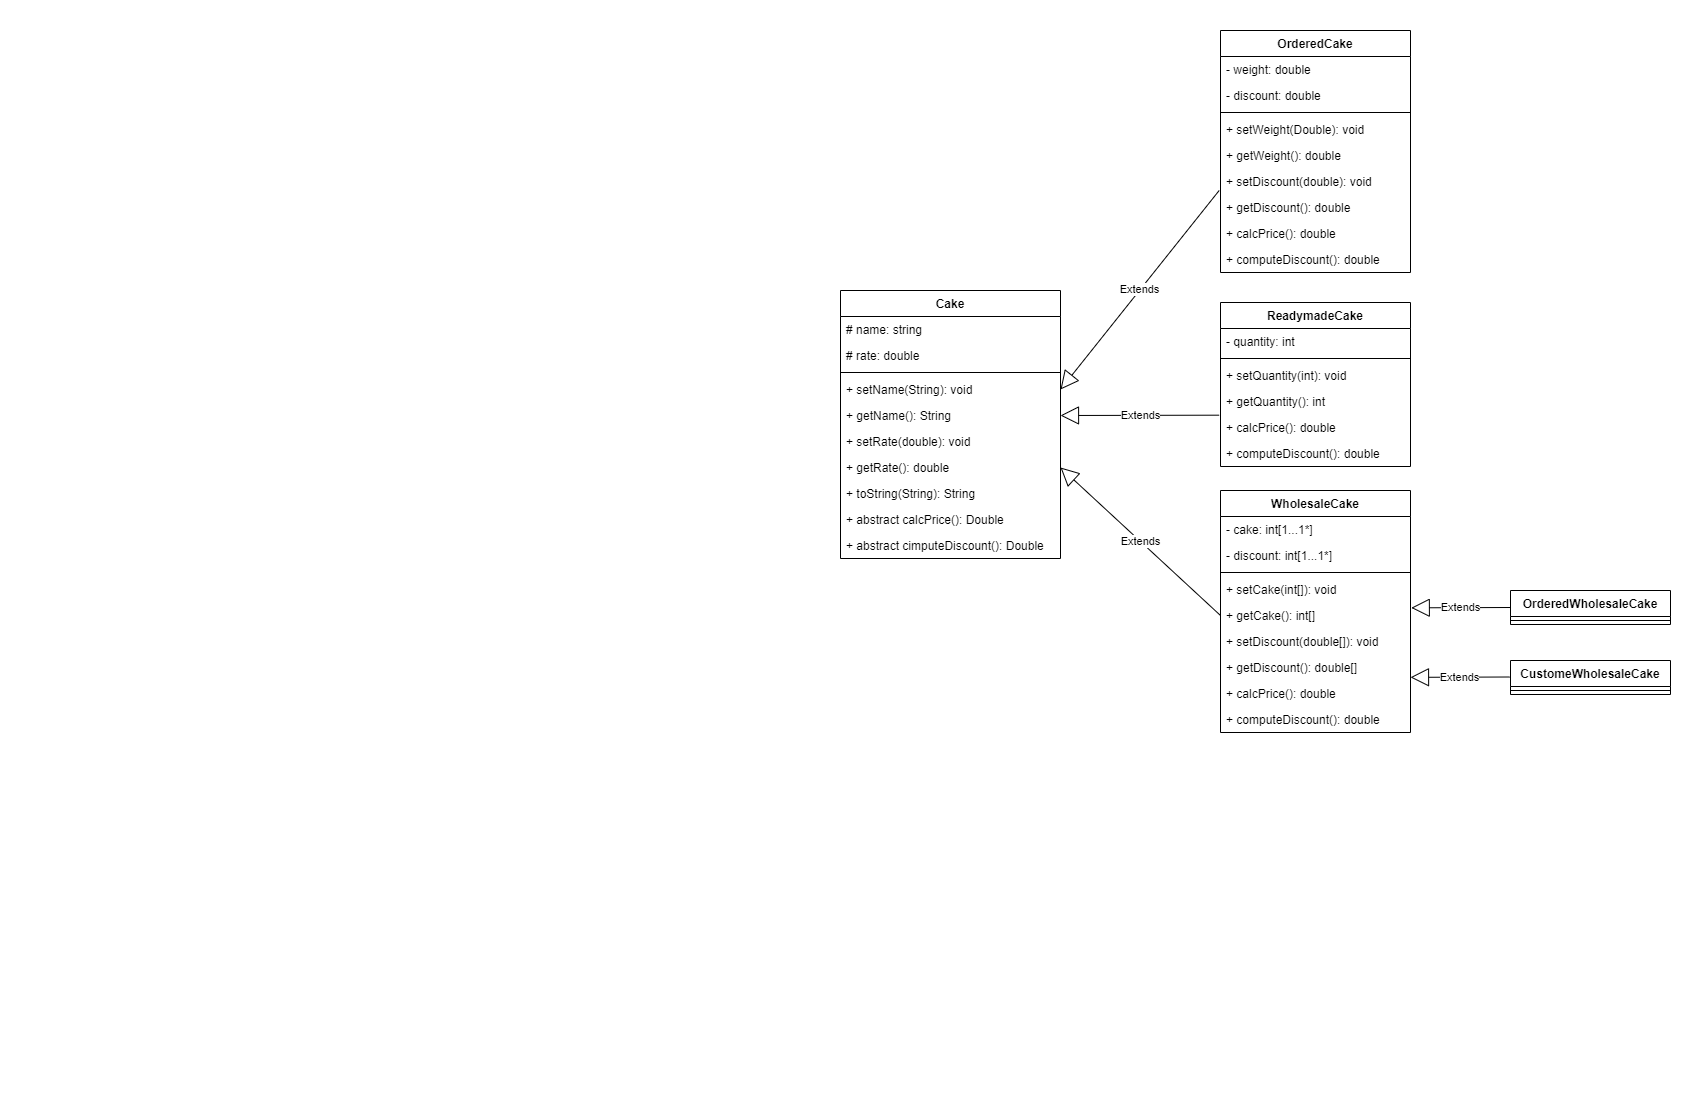 OrderedCake
- weight: double
- discount: double
+ setWeight(Double): void
+ getWeight(): double
+ setDiscount(double): void
+ getDiscount(): double
+ calcPrice(): double
+ computeDiscount(): double
Extends
Cake
# name: string
# rate: double
+ setName(String): void
+ getName(): String
+ setRate(double): void
+ getRate(): double
+ toString(String): String
+ abstract calcPrice(): Double
+ abstract cimputeDiscount(): Double
Extends
ReadymadeCake
- quantity: int
+ setQuantity(int): void
+ getQuantity(): int
+ calcPrice(): double
+ computeDiscount(): double
Extends
WholesaleCake
- cake: int[1...1*]
- discount: int[1...1*]
+ setCake(int[]): void
+ getCake(): int[]
+ setDiscount(double[]): void
+ getDiscount(): double[]
+ calcPrice(): double
+ computeDiscount(): double
Extends
OrderedWholesaleCake
Extends
CustomeWholesaleCake